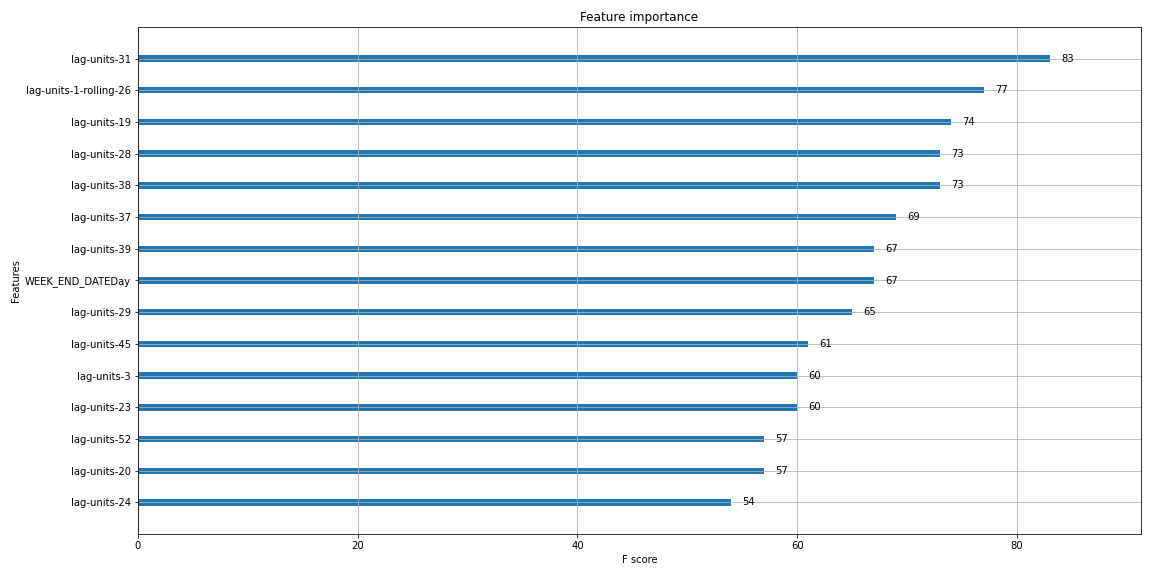 Feature importance
Features
lag-units-31 83
lag-units-1-rolling-26 77
lag-units-19 74
lag-units-28 73
lag-units-38 73
lag-units-37 69
lag-units-39 67
WEEK_END_DATEDay 67
lag-units-29 65
lag-units-45 61
lag-units-3 60
lag-units-23 60
lag-units-52 57
lag-units-20 57
lag-units-24 54
0 20 40 60 80
F score